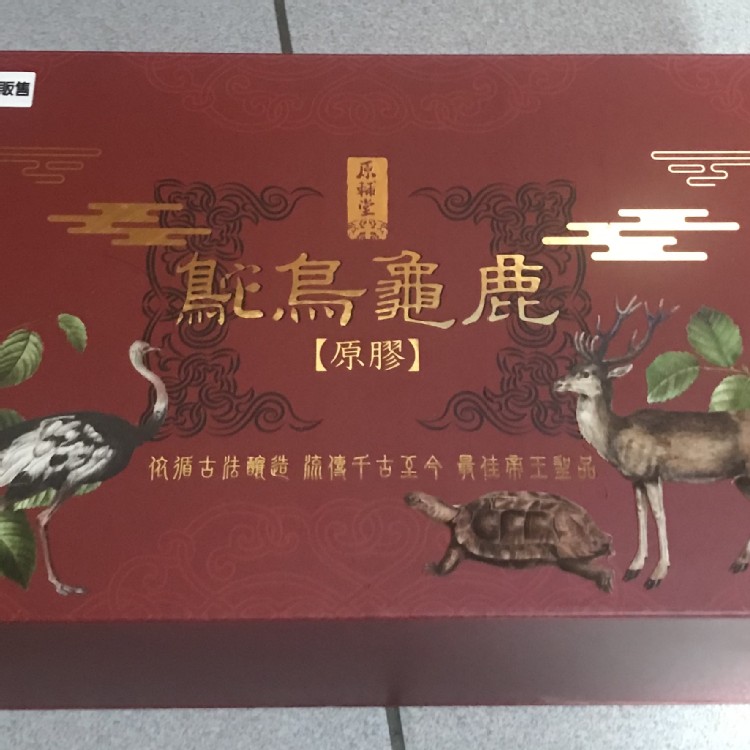 販售
原補堂
鴕鳥龜鹿
【原膠】
依循古法釀造 流傳千古至今 最佳帝王聖品